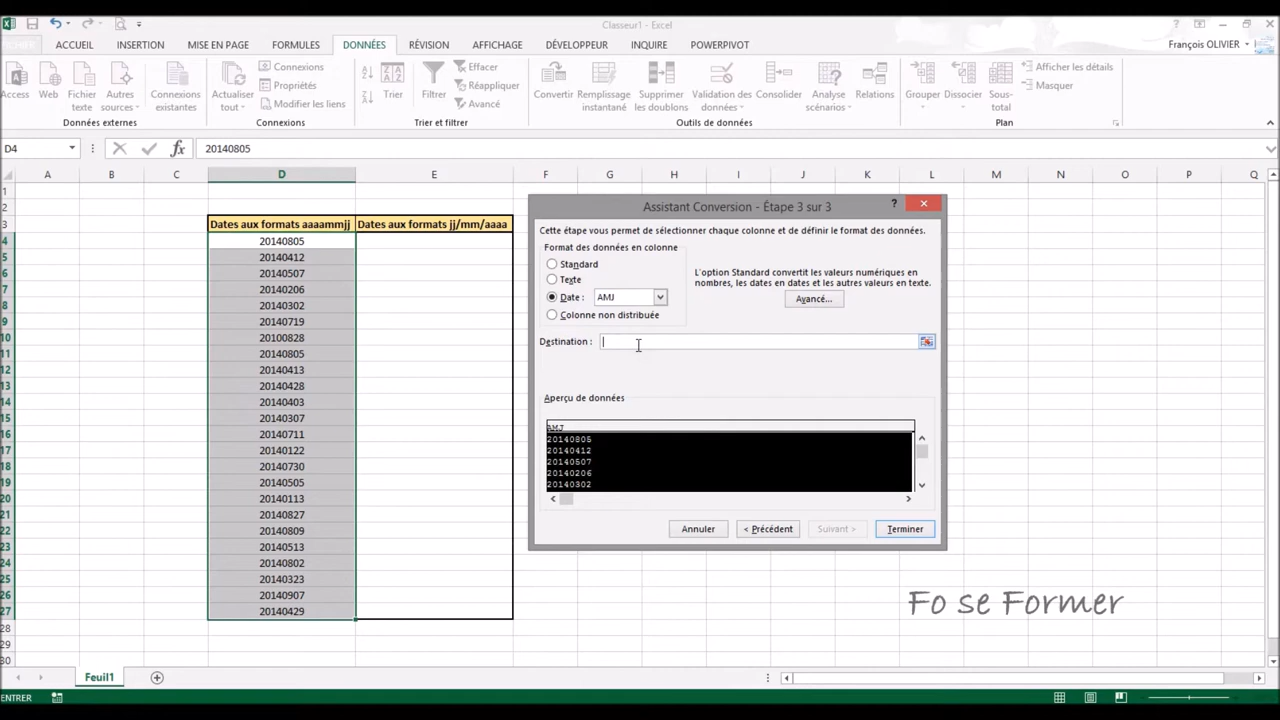 Classeur1 - Excel
FICHIER ACCUEIL INSERTION MISE EN PAGE FORMULES DONNÉES RÉVISION AFFICHAGE DÉVELOPPEUR INQUIRE POWERPIVOT François OLIVIER
Access Web Fichier texte Autres sources Connexions existantes
Données externes
Actualiser tout Connexions Propriétés Modifier les liens
Connexions
Trier Filtrer Effacer Réappliquer Avancé
Trier et filtrer
Convertir Remplissage instantané Supprimer les doublons Validation des données Consolider Analyse scénarios Relations
Outils de données
Grouper Dissocier Sous-total Afficher les détails Masquer
Plan
D4 fx 20140805
A B C D E F G H I J K L M N O P Q
1
2
3 Dates aux formats aaaammjj Dates aux formats jj/mm/aaaa
4 20140805
5 20140412
6 20140507
7 20140206
8 20140302
9 20140719
10 20100828
11 20140805
12 20140413
13 20140428
14 20140403
15 20140307
16 20140711
17 20140122
18 20140730
19 20140505
20 20140113
21 20140827
22 20140809
23 20140513
24 20140802
25 20140323
26 20140907
27 20140429
28
29
30
Assistant Conversion - Étape 3 sur 3 ?
Cette étape vous permet de sélectionner chaque colonne et de définir le format des données.
Format des données en colonne
Standard
Texte
Date : AMJ
Colonne non distribuée
L'option Standard convertit les valeurs numériques en
nombres, les dates en dates et les autres valeurs en texte.
Avancé...
Destination :
Aperçu de données
AMJ
20140805
20140412
20140507
20140206
20140302
Annuler < Précédent Suivant > Terminer
Fo se Former
Feuil1
ENTRER